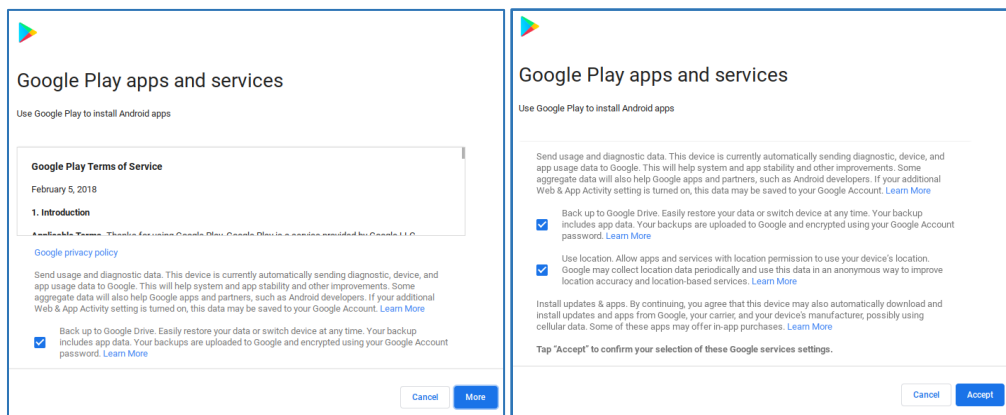 Google Play apps and services
Use Google Play to install Android apps
Google Play Terms of Service
February 5, 2018
1. Introduction
Applicable Terms. Thanks for using Google Play. Google Play is a service provided by Google LLC
Google privacy policy
Send usage and diagnostic data. This device is currently automatically sending diagnostic, device, and
app usage data to Google. This will help system and app stability and other improvements. Some
aggregate data will also help Google apps and partners, such as Android developers. If your additional
Web & App Activity setting is turned on, this data may be saved to your Google Account. Learn More
Back up to Google Drive. Easily restore your data or switch device at any time. Your backup
includes app data. Your backups are uploaded to Google and encrypted using your Google Account
password. Learn More
Cancel
More
Google Play apps and services
Use Google Play to install Android apps
Send usage and diagnostic data. This device is currently automatically sending diagnostic, device, and
app usage data to Google. This will help system and app stability and other improvements. Some
aggregate data will also help Google apps and partners, such as Android developers. If your additional
Web & App Activity setting is turned on, this data may be saved to your Google Account. Learn More
Back up to Google Drive. Easily restore your data or switch device at any time. Your backup
includes app data. Your backups are uploaded to Google and encrypted using your Google Account
password. Learn More
Use location. Allow apps and services with location permission to use your device's location.
Google may collect location data periodically and use this data in an anonymous way to improve
location accuracy and location-based services. Learn More
Install updates & apps. By continuing, you agree that this device may also automatically download and
install updates and apps from Google, your carrier, and your device's manufacturer, possibly using
cellular data. Some of these apps may offer in-app purchases. Learn More
Tap "Accept" to confirm your selection of these Google services settings.
Cancel
Accept